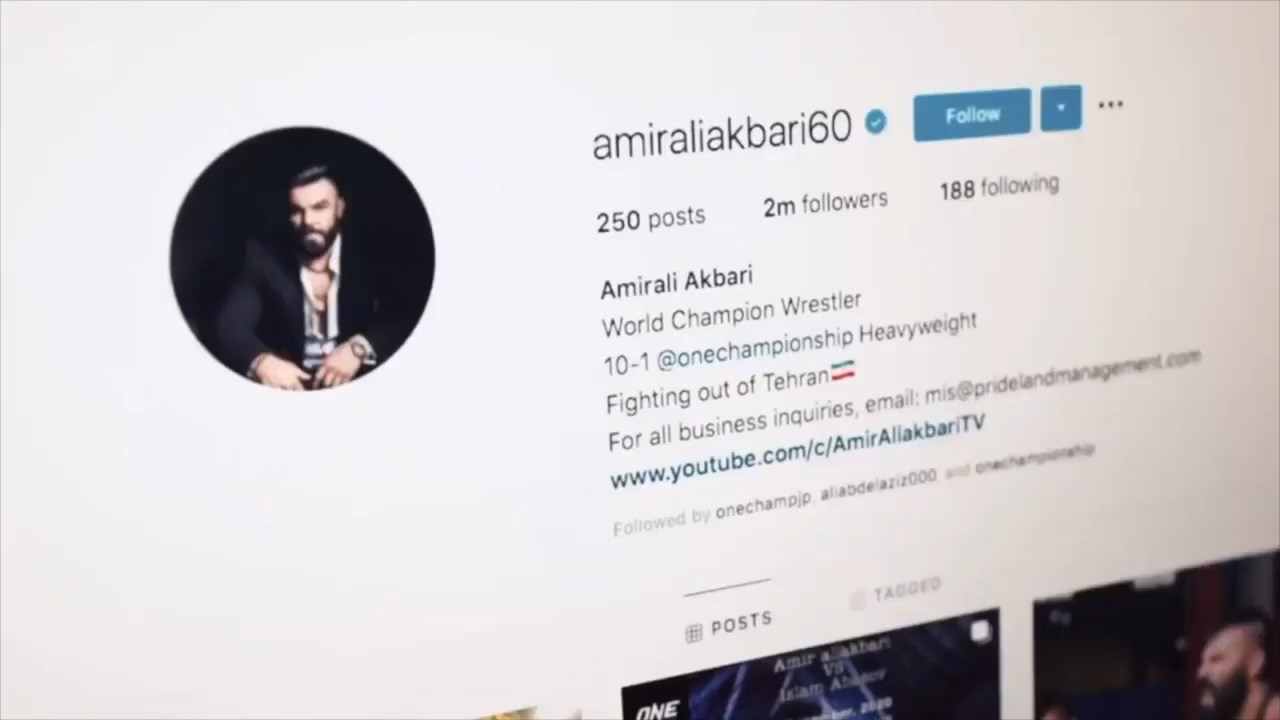 amiraliakbari60
Follow
250 posts 2m followers 188 following
Amirali Akbari
World Champion Wrestler
10-1 @onechampionship Heavyweight
Fighting out of Tehran
For all business inquiries, email: mis@pridelandmanagement.com
www.youtube.com/c/AmirAliakbariTV
Followed by onechampjp, aliabdelaziz000, and onechampionship
POSTS TAGGED
Amir aliakbari
VS
Islam Abasov
2020
ONE